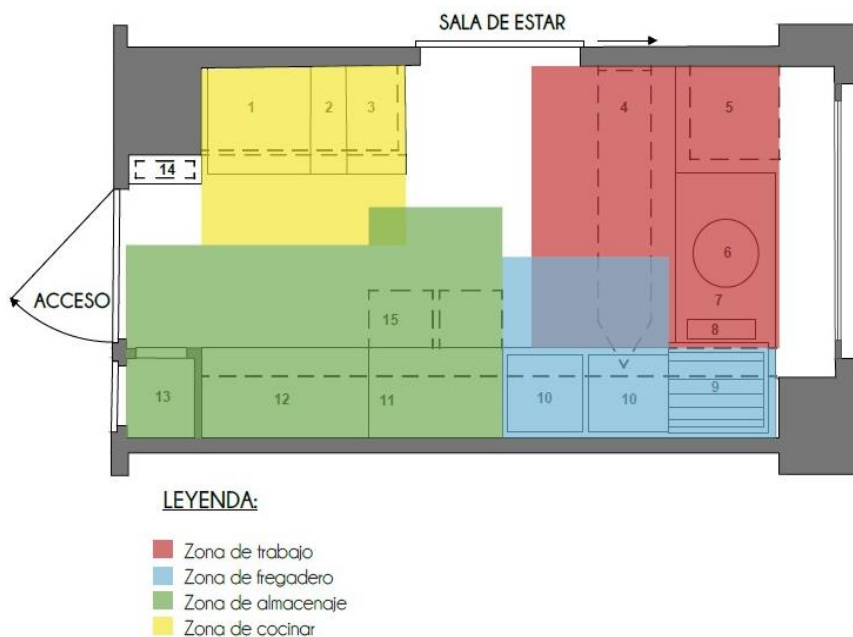 SALA DE ESTAR
1 2 3 4 5
14
6
ACCESO
15
7
8
13 12 11 10 10 9
LEYENDA:
Zona de trabajo
Zona de fregadero
Zona de almacenaje
Zona de cocinar